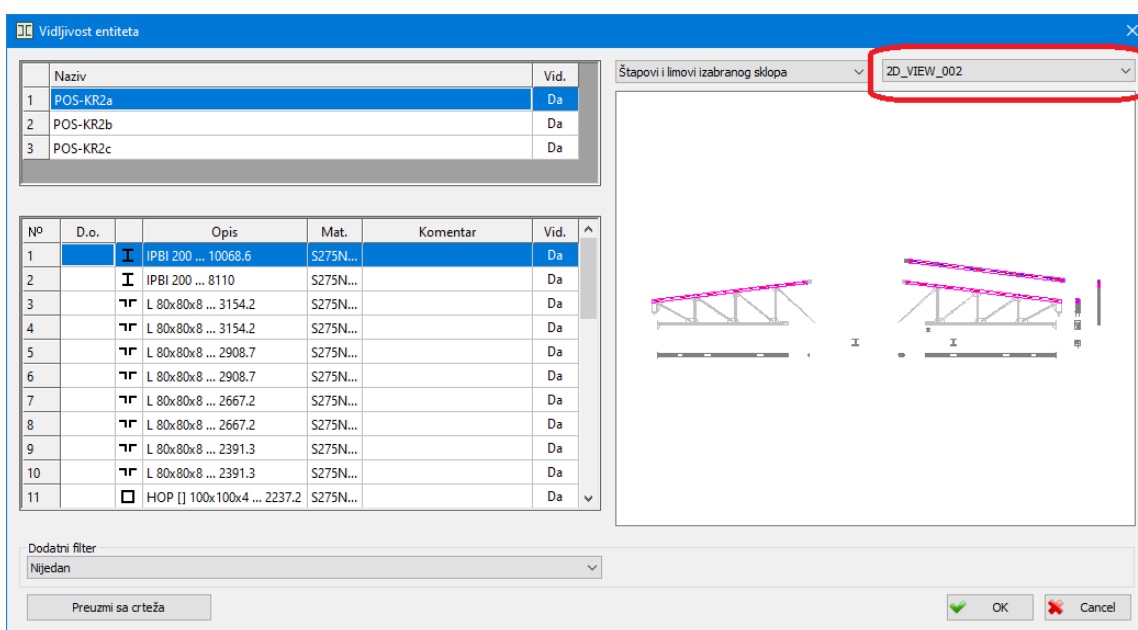 Vidljivost entiteta
Naziv Vid.
1 POS-KR2a Da
2 POS-KR2b Da
3 POS-KR2c Da
Štapovi i limovi izabranog sklopa
2D_VIEW_002
Nº D.o. Opis Mat. Komentar Vid.
1 IPBI 200 ... 10068.6 S275N... Da
2 IPBI 200 ... 8110 S275N... Da
3 L 80x80x8 ... 3154.2 S275N... Da
4 L 80x80x8 ... 3154.2 S275N... Da
5 L 80x80x8 ... 2908.7 S275N... Da
6 L 80x80x8 ... 2908.7 S275N... Da
7 L 80x80x8 ... 2667.2 S275N... Da
8 L 80x80x8 ... 2667.2 S275N... Da
9 L 80x80x8 ... 2391.3 S275N... Da
10 L 80x80x8 ... 2391.3 S275N... Da
11 HOP [] 100x100x4 ... 2237.2 S275N... Da
Dodatni filter
Nijedan
Preuzmi sa crteža
OK
Cancel